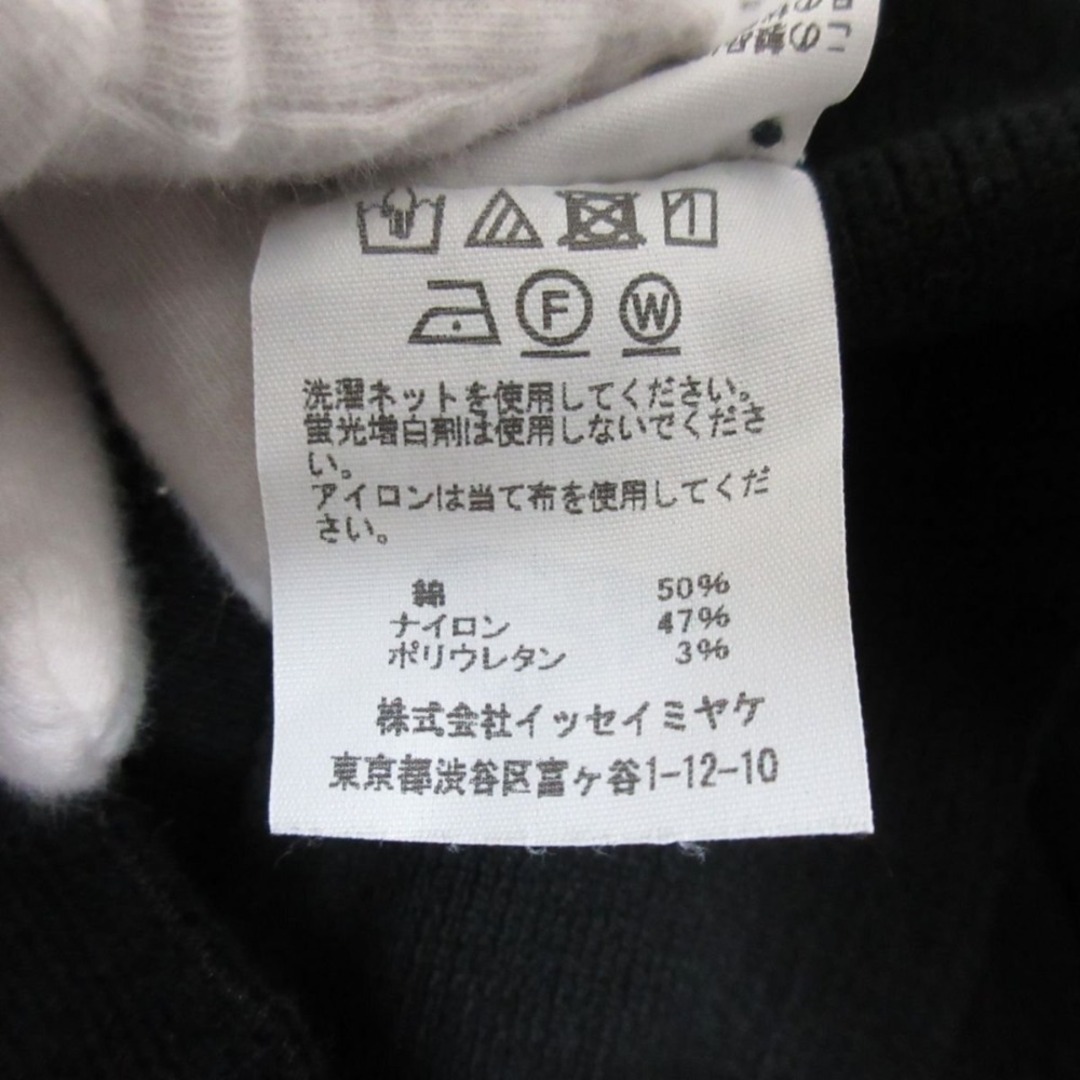 F W
洗濯ネットを使用してください。
蛍光増白剤は使用しないでくださ
い。
アイロンは当て布を使用してくだ
さい。
綿 50%
ナイロン 47%
ポリウレタン 3%
株式会社イッセイミヤケ
東京都渋谷区富ヶ谷1-12-10